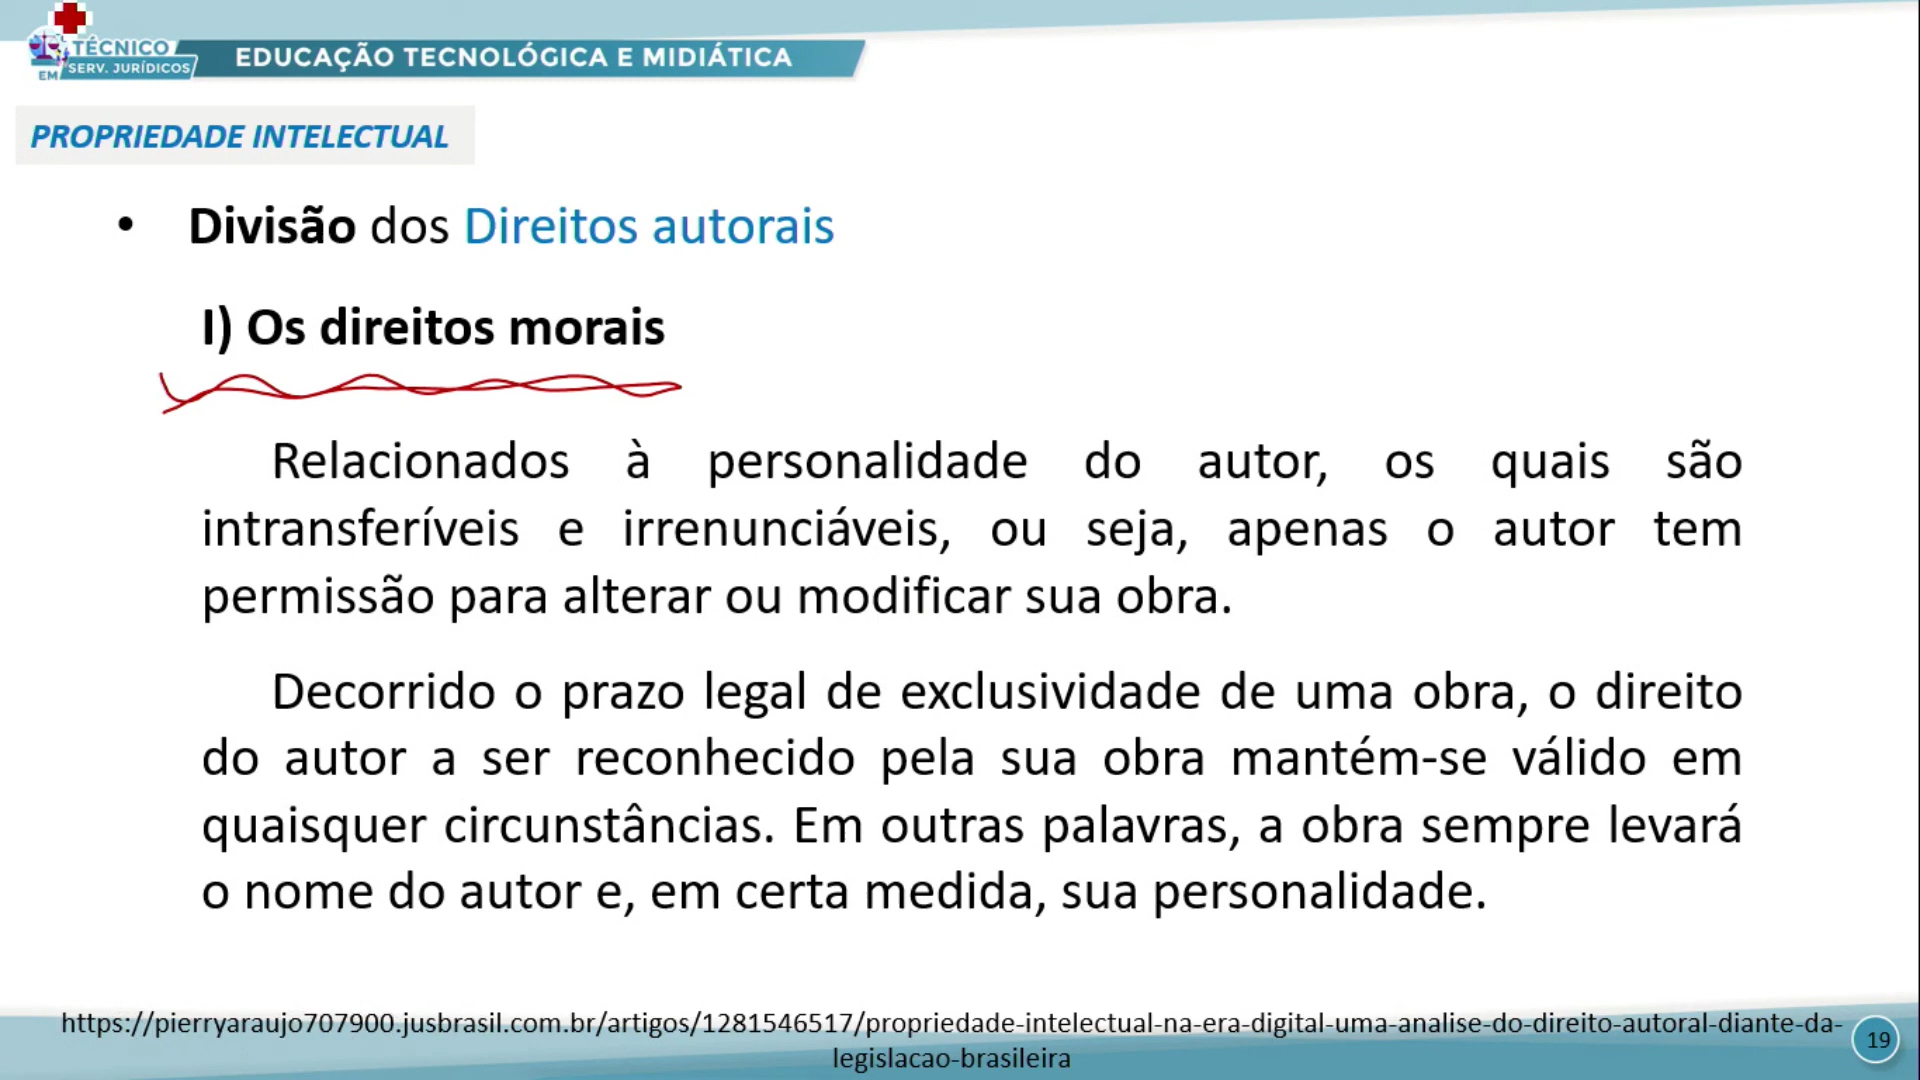 TÉCNICO
EM SERV. JURÍDICOS
EDUCAÇÃO TECNOLÓGICA E MIDIÁTICA
PROPRIEDADE INTELECTUAL
• Divisão dos Direitos autorais
I) Os direitos morais
Relacionados à personalidade do autor, os quais são
intransferíveis e irrenunciáveis, ou seja, apenas o autor tem
permissão para alterar ou modificar sua obra.
Decorrido o prazo legal de exclusividade de uma obra, o direito
do autor a ser reconhecido pela sua obra mantém-se válido em
quaisquer circunstâncias. Em outras palavras, a obra sempre levará
o nome do autor e, em certa medida, sua personalidade.
https://pierryaraujo707900.jusbrasil.com.br/artigos/1281546517/propriedade-intelectual-na-era-digital-uma-analise-do-direito-autoral-diante-da-
legislacao-brasileira
19